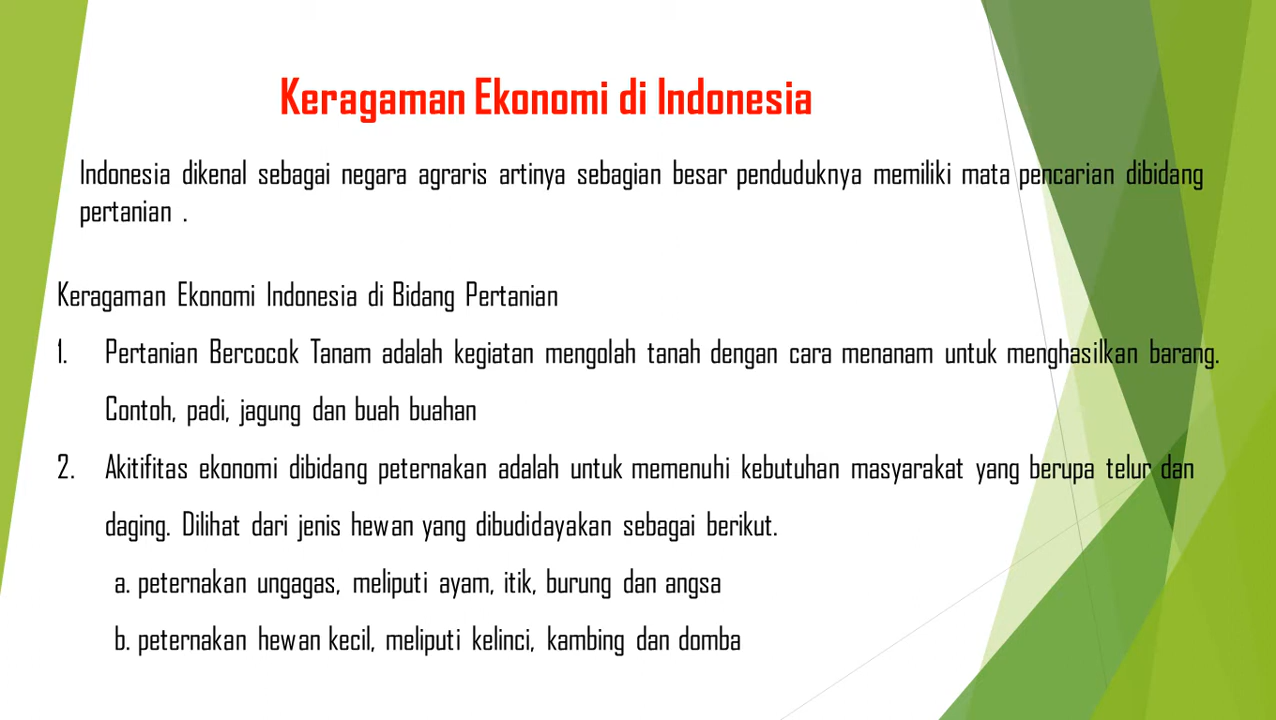 Keragaman Ekonomi di Indonesia
Indonesia dikenal sebagai negara agraris artinya sebagian besar penduduknya memiliki mata pencarian dibidang
pertanian .
Keragaman Ekonomi Indonesia di Bidang Pertanian
1. Pertanian Bercocok Tanam adalah kegiatan mengolah tanah dengan cara menanam untuk menghasilkan barang.
Contoh, padi, jagung dan buah buahan
2. Akitifitas ekonomi dibidang peternakan adalah untuk memenuhi kebutuhan masyarakat yang berupa telur dan
daging. Dilihat dari jenis hewan yang dibudidayakan sebagai berikut.
a. peternakan ungagas, meliputi ayam, itik, burung dan angsa
b. peternakan hewan kecil, meliputi kelinci, kambing dan domba